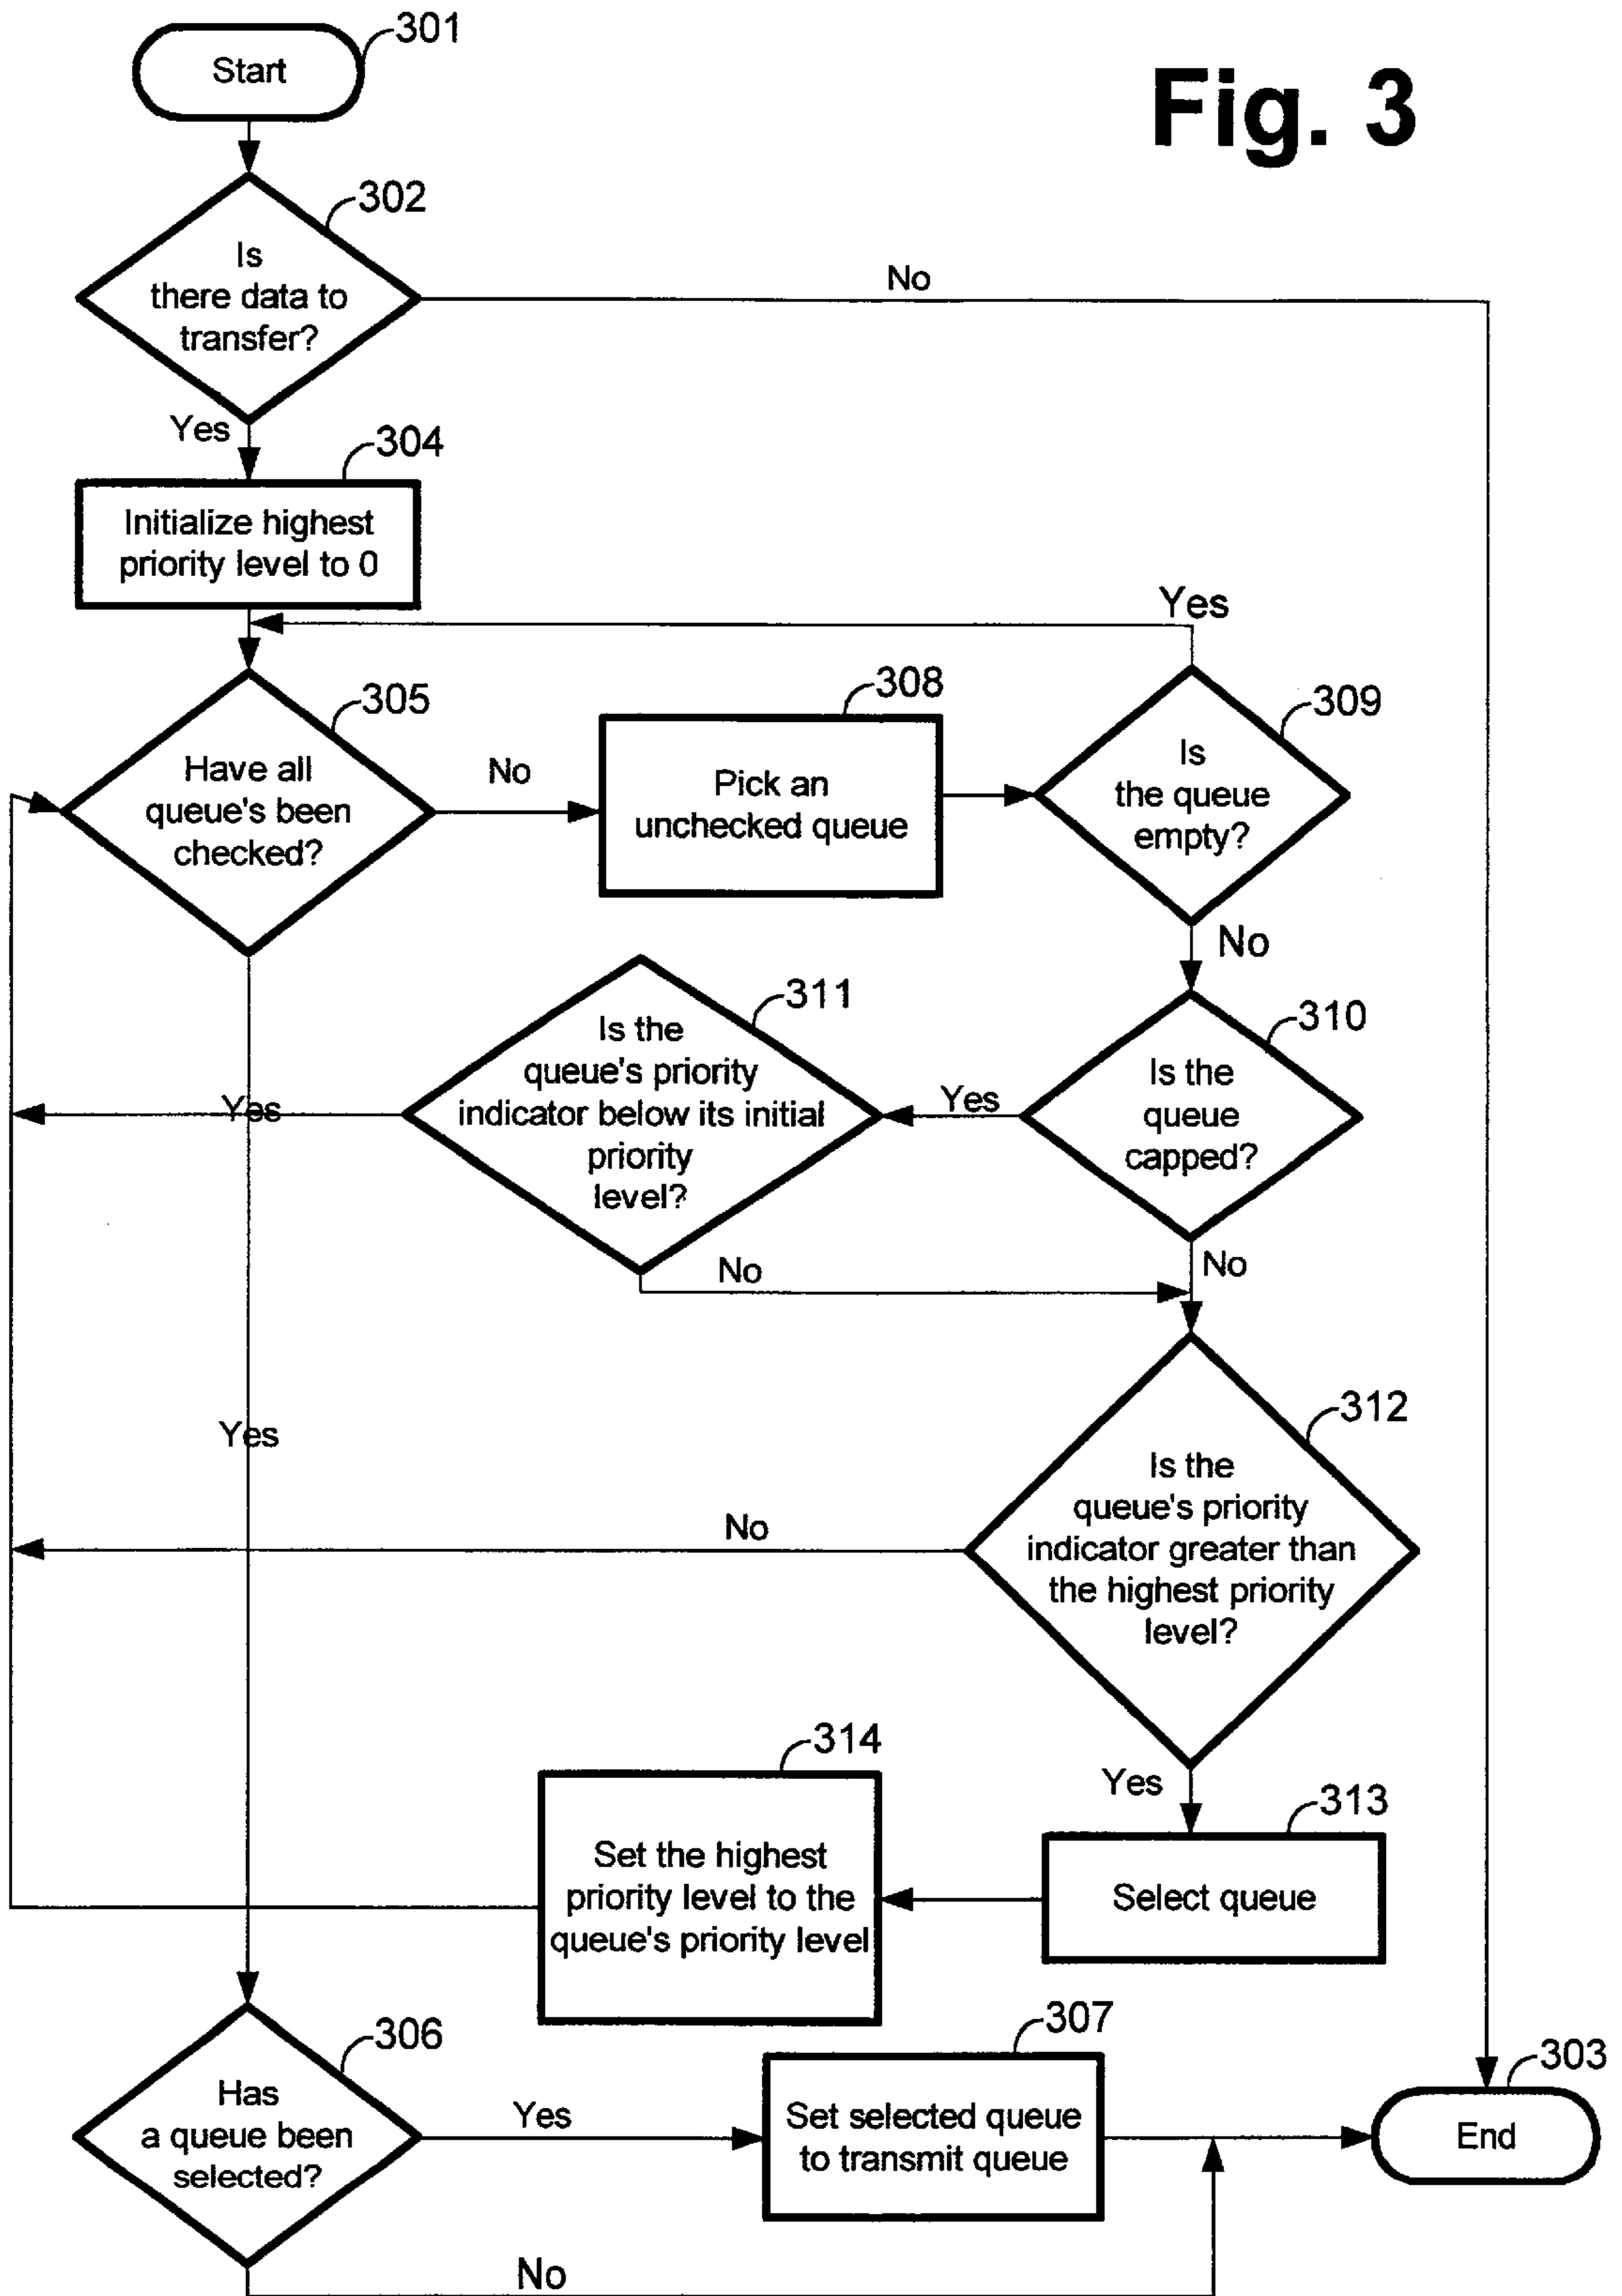 301
Start
Fig. 3
302
Is
there data to
transfer?
No
Yes
304
Initialize highest
priority level to 0
Yes
305
Have all
queue's been
checked?
No
308
Pick an
unchecked queue
309
Is
the queue
empty?
No
311
Is the
queue's priority
indicator below its initial
priority
level?
Yes
No
310
Is the
queue
capped?
Yes
No
312
Is the
queue's priority
indicator greater than
the highest priority
level?
Yes
No
Yes
314
Set the highest
priority level to the
queue's priority level
313
Select queue
306
Has
a queue been
selected?
Yes
307
Set selected queue
to transmit queue
303
End
No